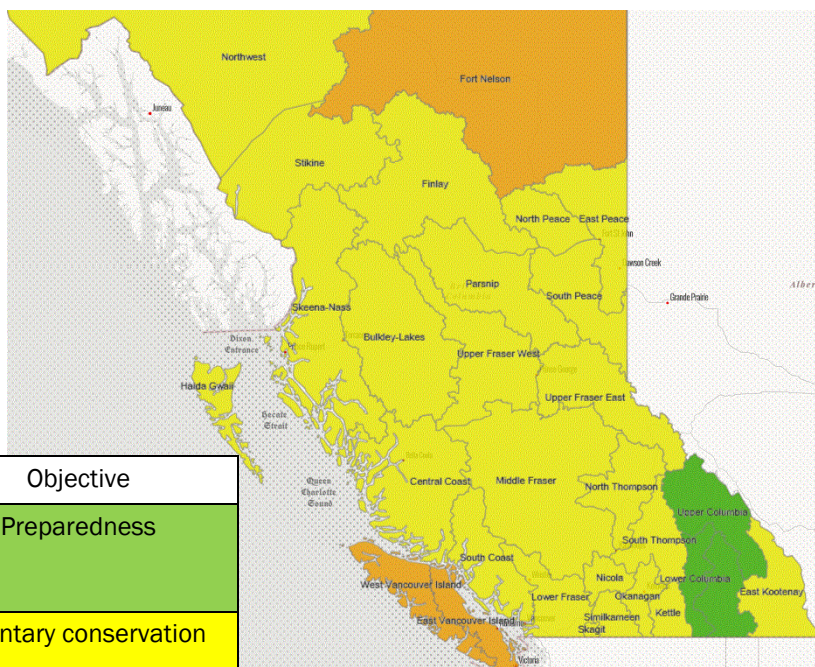 Northwest
Fort Nelson
Juneau
Stikine
Finlay
North Peace
East Peace
Dawson Creek
Parsnip
South Peace
Grande Prairie
Skeena-Nass
Bulkley-Lakes
Dixon
Entrance
Upper Fraser West
Haida Gwaii
Upper Fraser East
Hecate
Strait
Objective
Queen
Charlotte
Sound
Central Coast
Middle Fraser
North Thompson
Upper Columbia
Preparedness
South Thompson
South Coast
West Vancouver Island
Nicola
Lower Columbia
Lower Fraser
Okanagan
East Kootenay
East Vancouver Island
Similkameen
Kettle
Skagit
ntary conservation
Victoria